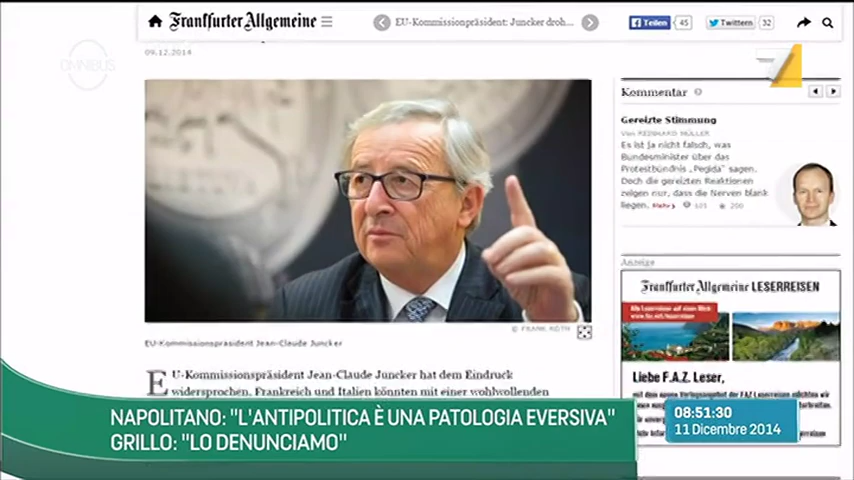 Frankfurter Allgemeine
EU-Kommissionpräsident: Juncker droh...
Teilen
45
Twittern
32
09.12.2014
OMNIBUS
7
Kommentar
Gereizte Stimmung
Von REINHARD MÜLLER
Es ist ja nicht falsch, was
Bundesminister über das
Protestbündnis „Pegida“ sagen.
Doch die gereizten Reaktionen
zeigen nur, dass die Nerven blank
liegen. Mehr
200
© FRANK RÖTH
EU-Kommissionspräsident Jean-Claude Juncker
Anzeige
Frankfurter Allgemeine LESERREISEN
Liebe F.A.Z. Leser,
EU-Kommissionspräsident Jean-Claude Juncker hat dem Eindruck
widersprochen, Frankreich und Italien könnten mit einer wohlwollenden
NAPOLITANO: "L'ANTIPOLITICA È UNA PATOLOGIA EVERSIVA"
GRILLO: "LO DENUNCIAMO"
08:51:30
11 Dicembre 2014